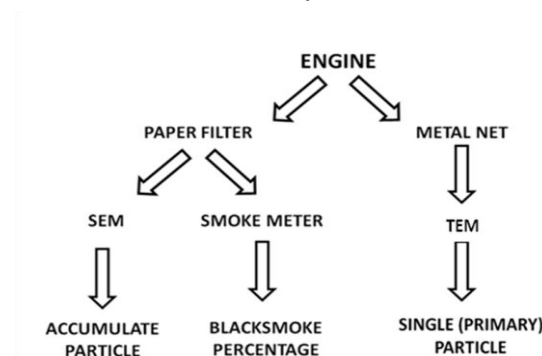 ENGINE
PAPER FILTER
METAL NET
SEM
SMOKE METER
TEM
ACCUMULATE
PARTICLE
BLACKSMOKE
PERCENTAGE
SINGLE (PRIMARY)
PARTICLE